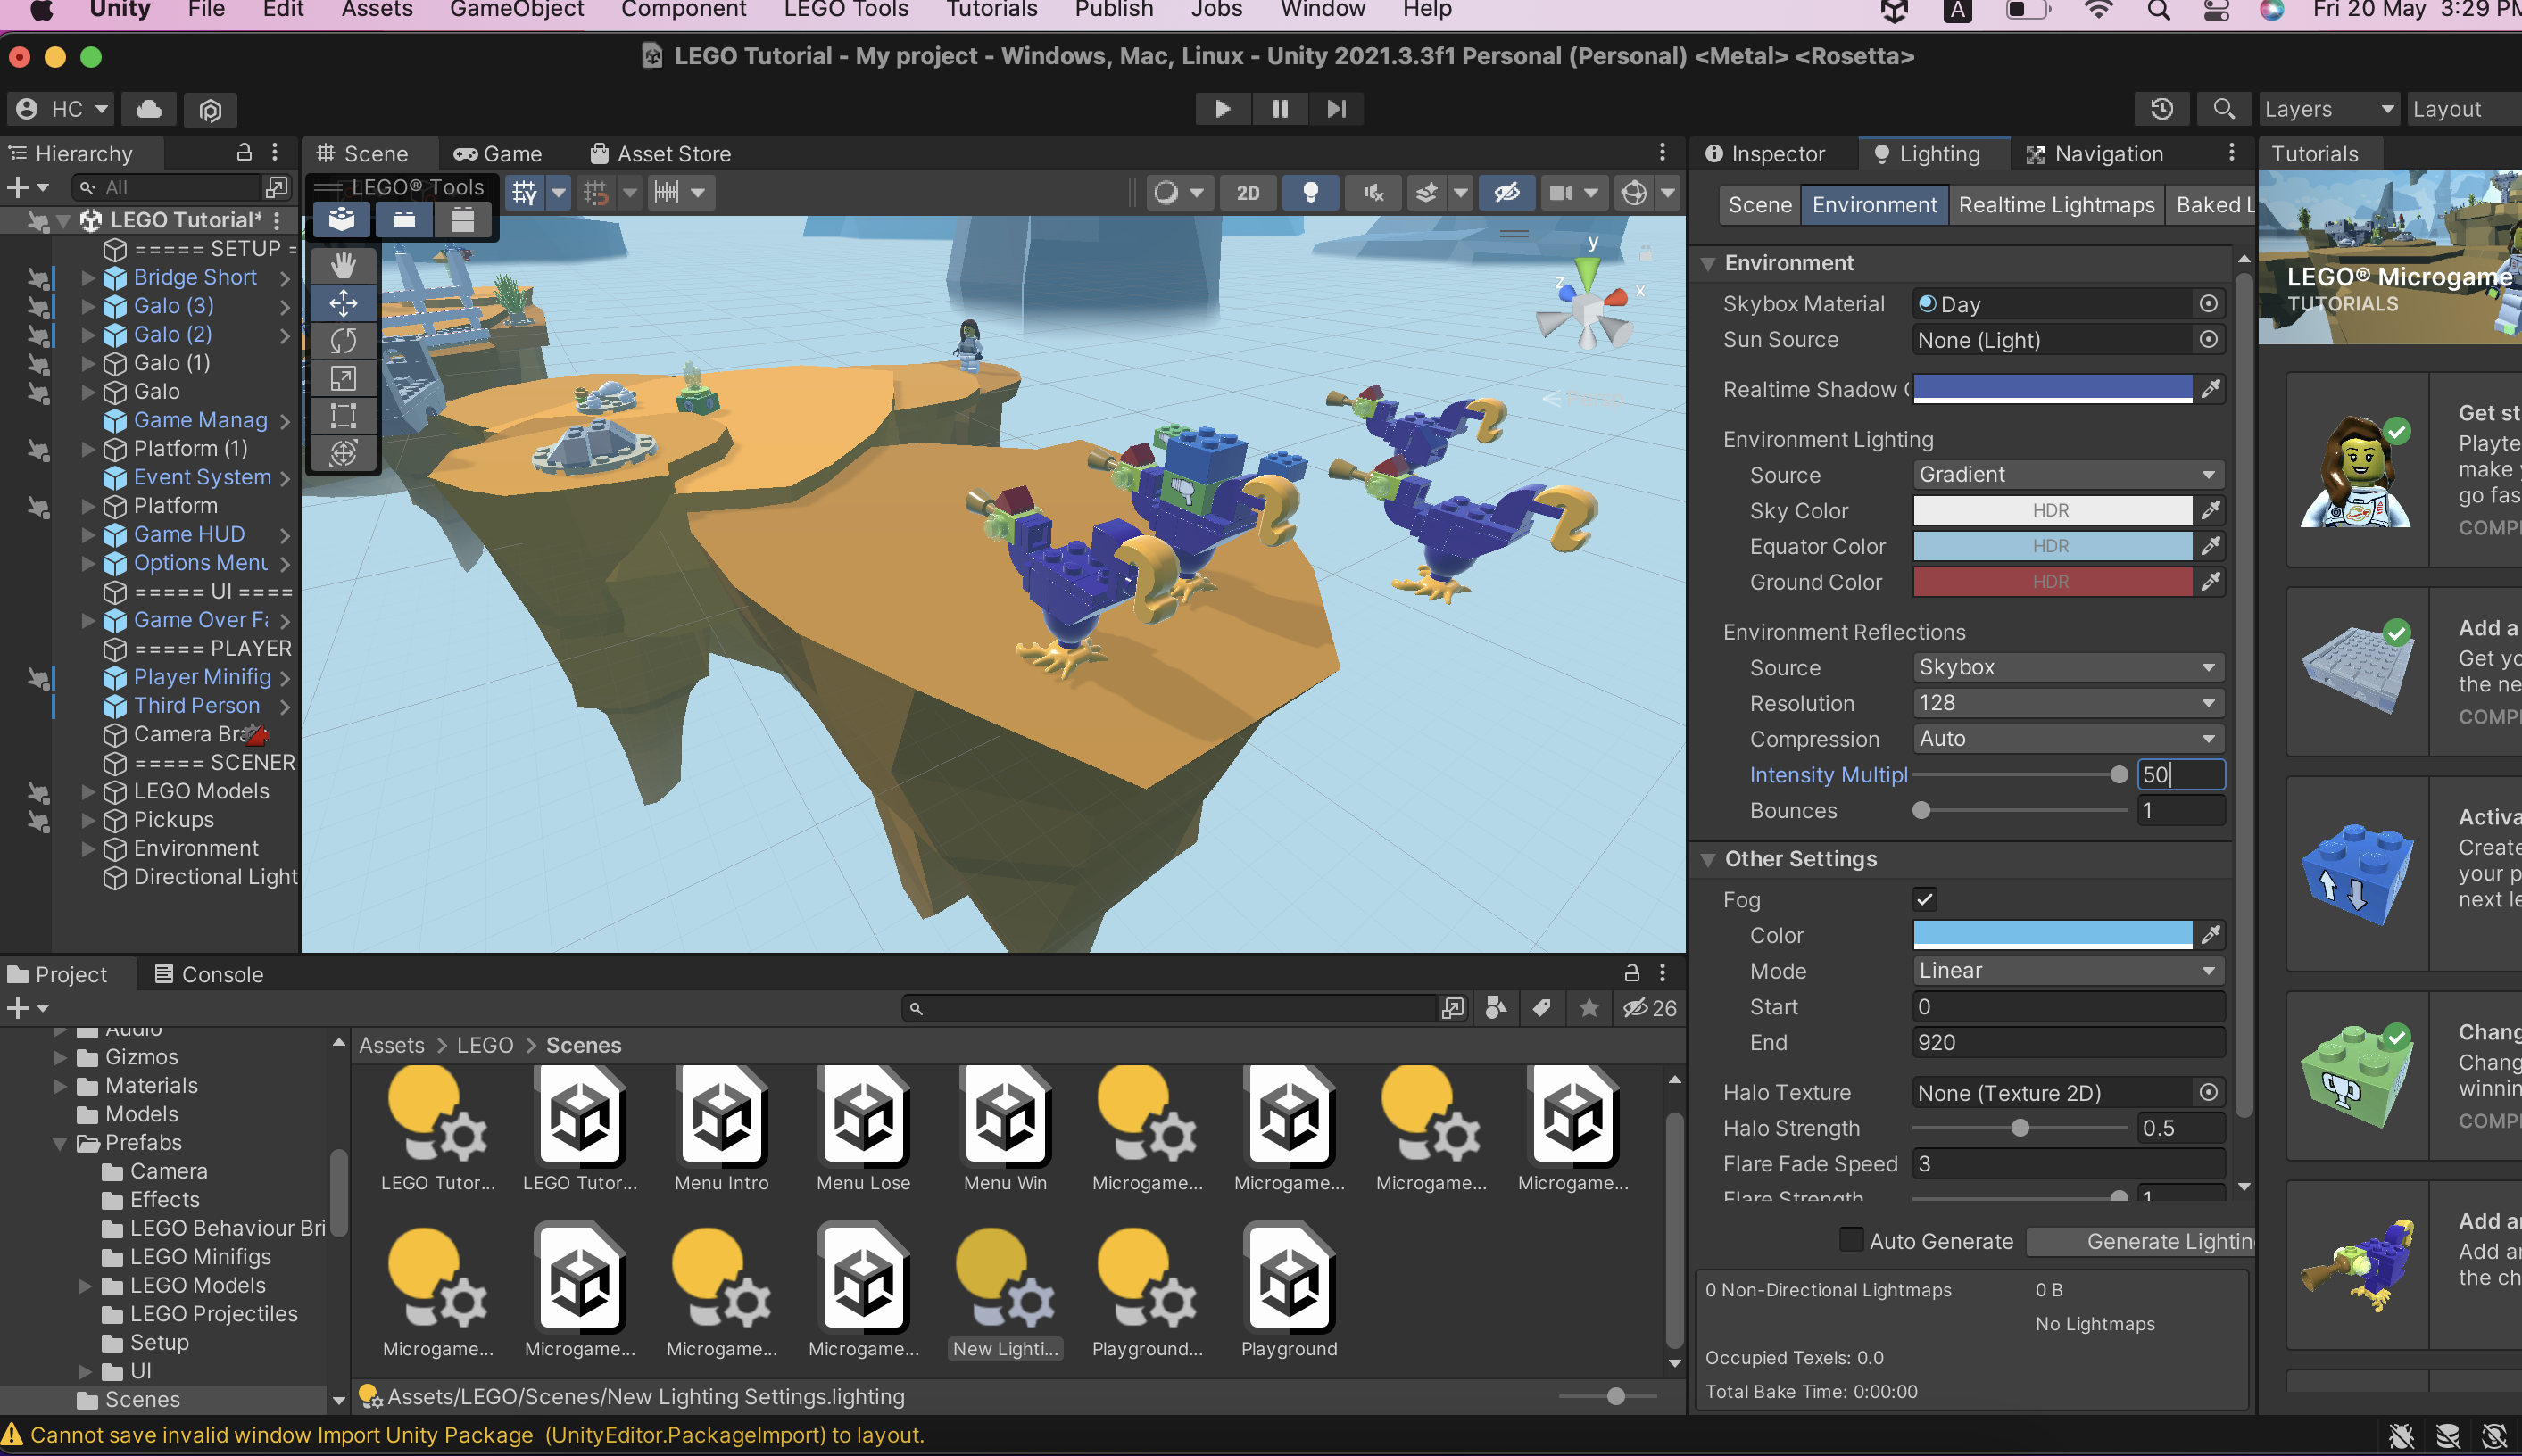 Unity File Edit Assets GameObject Component LEGO Tools Tutorials Publish Jobs Window Help A Fri 20 May 3:29 PM
LEGO Tutorial - My project - Windows, Mac, Linux - Unity 2021.3.3f1 Personal (Personal) <Metal> <Rosetta>
HC
Layers
Layout
Hierarchy
All
LEGO Tutorial*
===== SETUP =
Bridge Short
Galo (3)
Galo (2)
Galo (1)
Galo
Game Manag
Platform (1)
Event System
Platform
Game HUD
Options Menu
===== UI ====
Game Over Fa
===== PLAYER
Player Minifig
Third Person
Camera Bra
===== SCENER
LEGO Models
Pickups
Environment
Directional Light
Scene
Game
Asset Store
LEGO® Tools
2D
y
z
x
Persp
Inspector
Lighting
Navigation
Scene
Environment
Realtime Lightmaps
Baked L
Environment
Skybox Material Day
Sun Source None (Light)
Realtime Shadow C
Environment Lighting
Source Gradient
Sky Color HDR
Equator Color HDR
Ground Color HDR
Environment Reflections
Source Skybox
Resolution 128
Compression Auto
Intensity Multipl 50
Bounces 1
Other Settings
Fog
Color
Mode Linear
Start 0
End 920
Halo Texture None (Texture 2D)
Halo Strength 0.5
Flare Fade Speed 3
Flare Strength 1
Auto Generate Generate Lightin
0 Non-Directional Lightmaps 0 B
No Lightmaps
Occupied Texels: 0.0
Total Bake Time: 0:00:00
Tutorials
LEGO® Microgame
TUTORIALS
Get st
Playte
make y
go fas
COMPL
Add a
Get yo
the ne
COMPL
Activa
Create
your p
next le
Chang
Chang
winnin
COMPL
Add a
Add a
the ch
Project
Console
26
Audio
Gizmos
Materials
Models
Prefabs
Camera
Effects
LEGO Behaviour Bri
LEGO Minifigs
LEGO Models
LEGO Projectiles
Setup
UI
Scenes
Assets > LEGO > Scenes
LEGO Tutor... LEGO Tutor... Menu Intro Menu Lose Menu Win Microgame... Microgame... Microgame... Microgame...
Microgame... Microgame... Microgame... Microgame... New Lighti... Playground... Playground
Assets/LEGO/Scenes/New Lighting Settings.lighting
Cannot save invalid window Import Unity Package (UnityEditor.PackageImport) to layout.